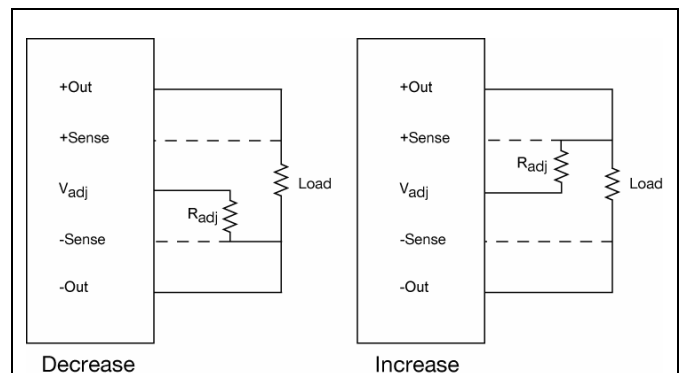 +Out
+Sense
Vadj
Radj
Load
-Sense
-Out
Decrease
+Out
+Sense
Radj
Vadj
Load
-Sense
-Out
Increase